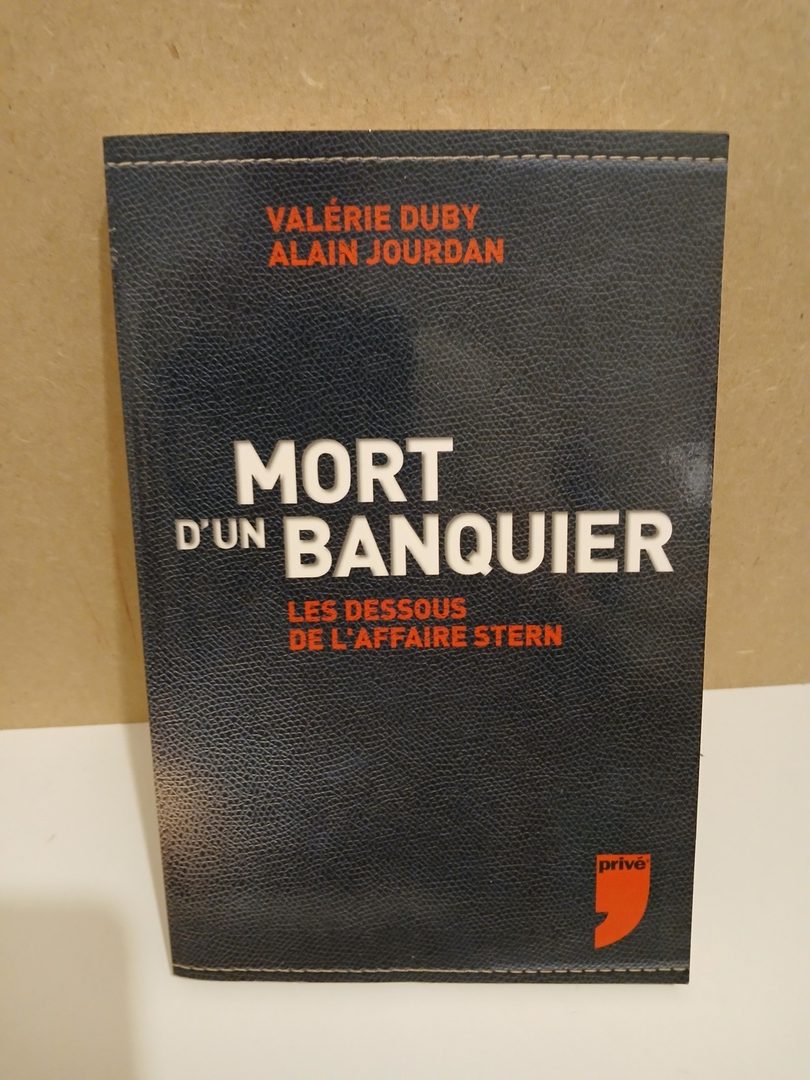 VALÉRIE DUBY
ALAIN JOURDAN
MORT
D'UN BANQUIER
LES DESSOUS
DE L'AFFAIRE STERN
privé